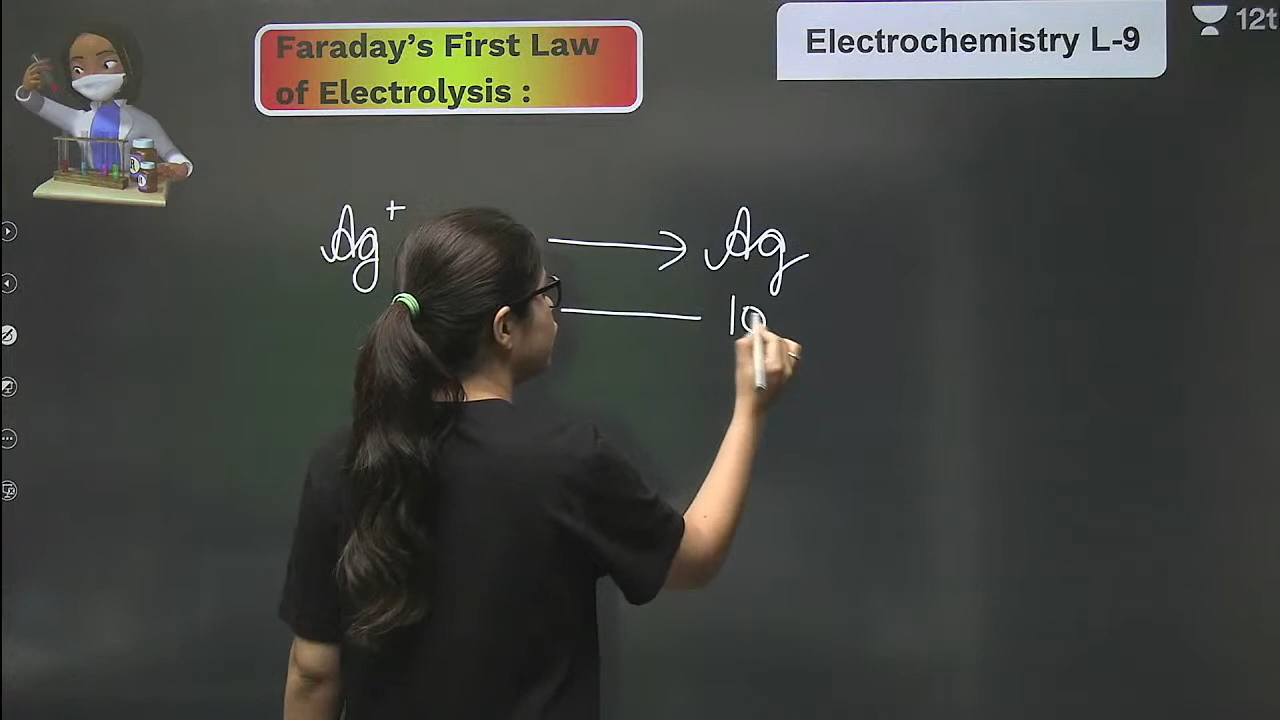 Faraday's First Law
of Electrolysis :
Electrochemistry L-9
12t
Ag⁺ ⟶ Ag
10